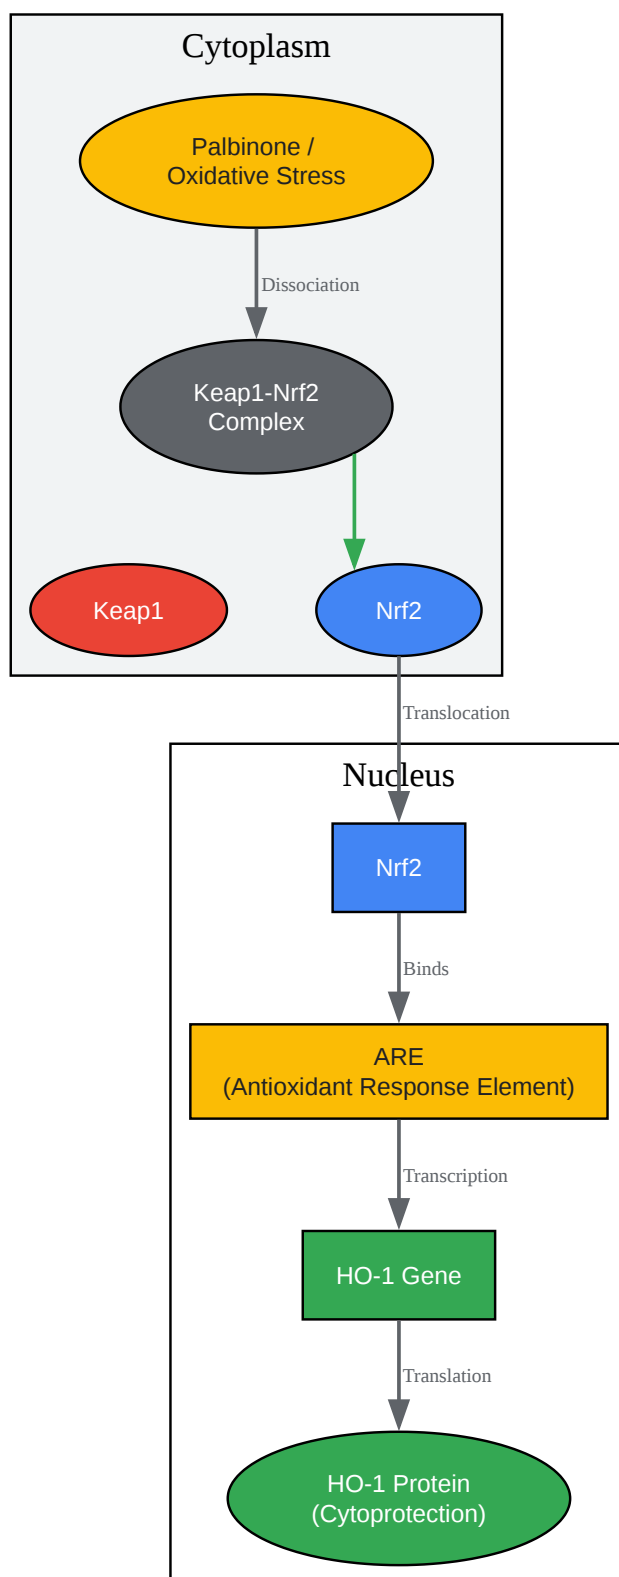 Cytoplasm
Palbinone /
Oxidative Stress
Dissociation
Keap1-Nrf2
Complex
Keap1
Nrf2
Translocation
Nucleus
Nrf2
Binds
ARE
(Antioxidant Response Element)
Transcription
HO-1 Gene
Translation
HO-1 Protein
(Cytoprotection)